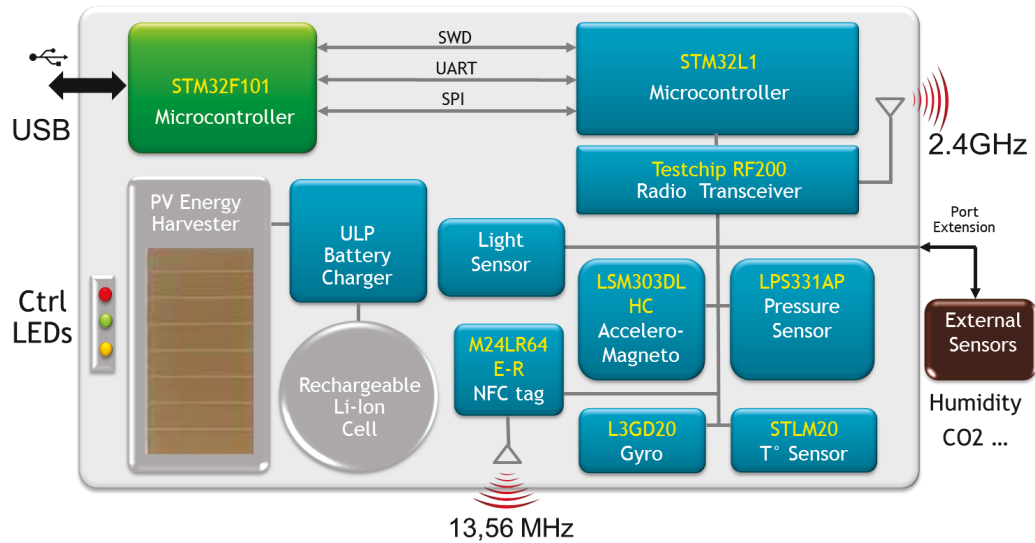 SWD
UART
SPI
STM32F101
Microcontroller
STM32L1
Microcontroller
USB
2.4GHz
Testchip RF200
Radio Transceiver
PV Energy
Harvester
ULP
Battery
Charger
Light
Sensor
Port
Extension
LSM303DL
HC
Accelero-
Magneto
LPS331AP
Pressure
Sensor
Ctrl
LEDs
External
Sensors
M24LR64
E-R
NFC tag
Rechargeable
Li-Ion
Cell
Humidity
CO2 ...
L3GD20
Gyro
STLM20
T° Sensor
13,56 MHz